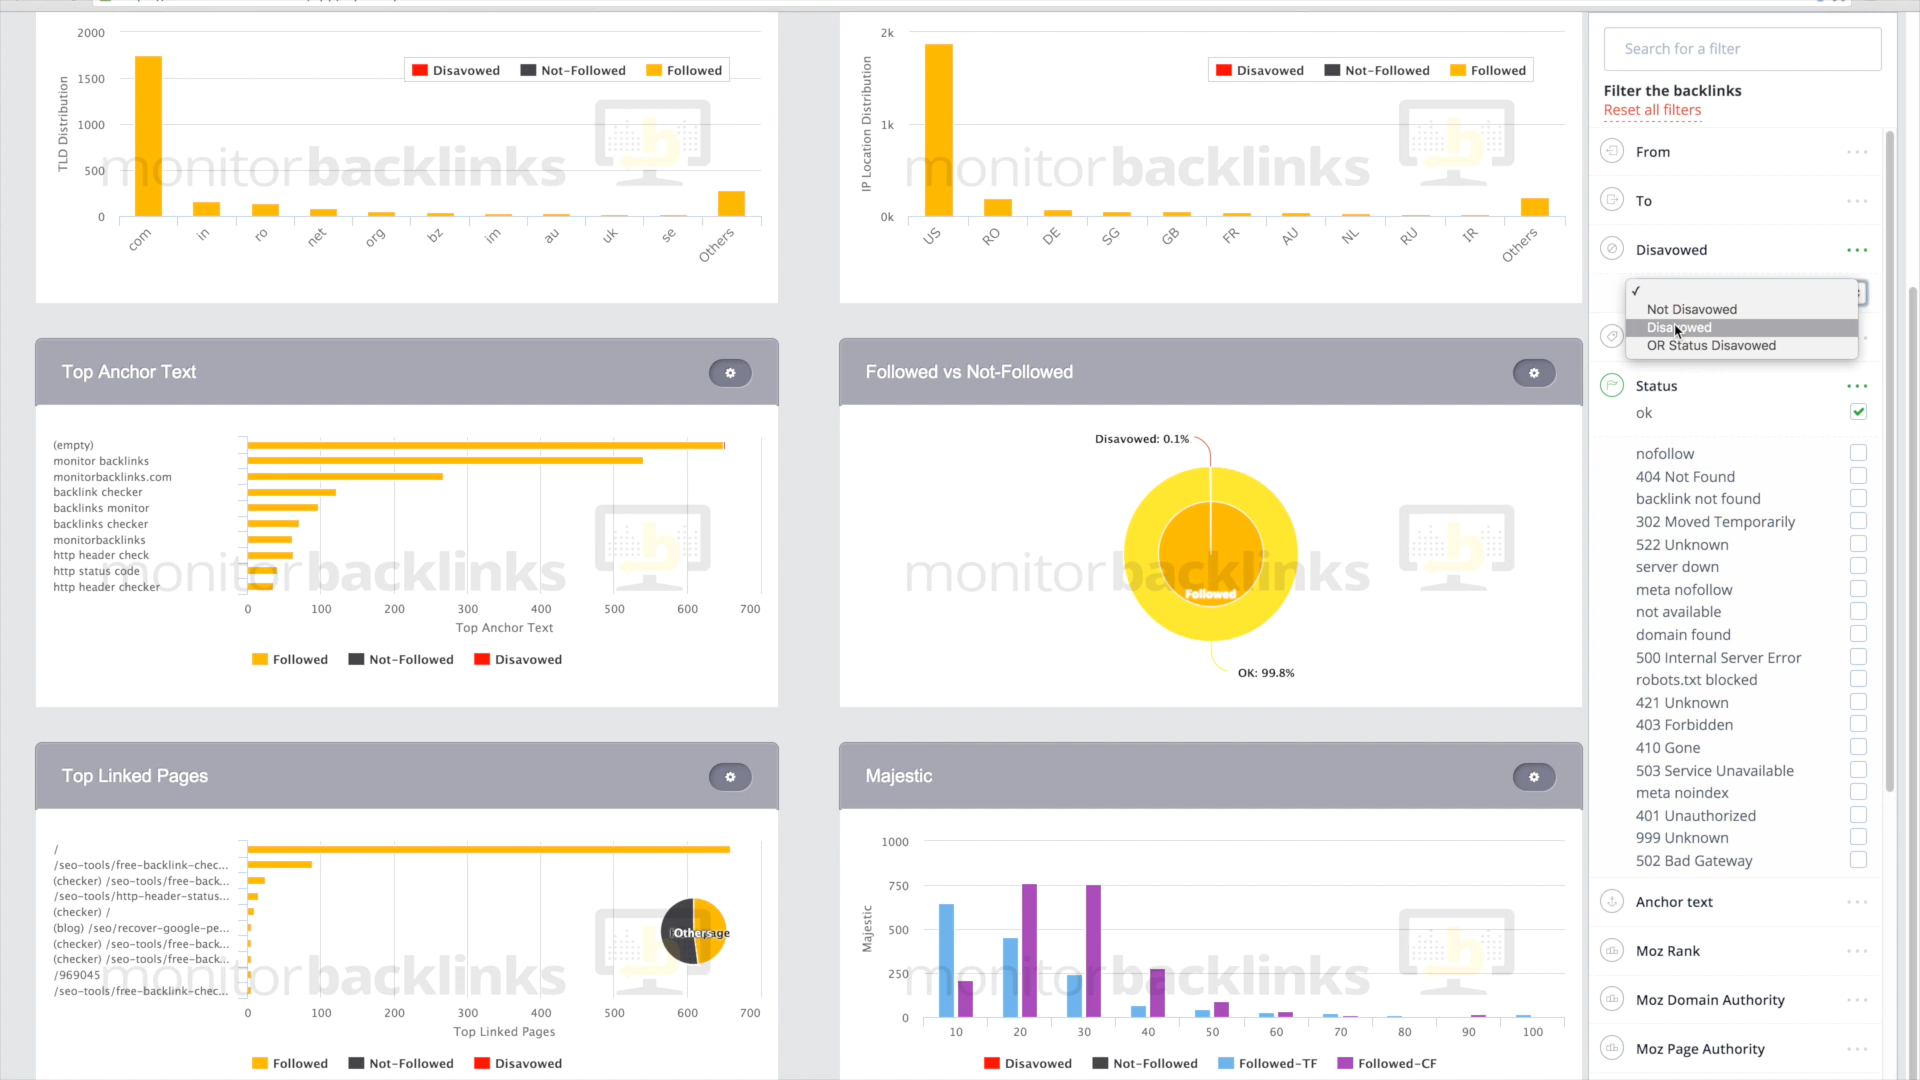 2000
1500
1000
500
0
TLD Distribution
Disavowed
Not-Followed
Followed
monitorbacklinks
com
in
ro
net
org
bz
im
au
uk
se
Others
2k
1k
0k
IP Location Distribution
Disavowed
Not-Followed
Followed
monitorbacklinks
US
RO
DE
SG
GB
FR
AU
NL
RU
IR
Others
Top Anchor Text
(empty)
monitor backlinks
monitorbacklinks.com
backlink checker
backlinks monitor
backlinks checker
monitorbacklinks
http header check
http status code
http header checker
monitorbacklinks
0 100 200 300 400 500 600 700
Top Anchor Text
Followed
Not-Followed
Disavowed
Followed vs Not-Followed
Disavowed: 0.1%
monitorbacklinks
Followed
OK: 99.8%
Top Linked Pages
/
/seo-tools/free-backlink-chec...
(checker) /seo-tools/free-back...
/seo-tools/http-header-status...
(checker) /
(blog) /seo/recover-google-pe...
(checker) /seo-tools/free-back...
(checker) /seo-tools/free-back...
/969045
/seo-tools/free-backlink-chec...
Others
monitorbacklinks
0 100 200 300 400 500 600 700
Top Linked Pages
Followed
Not-Followed
Disavowed
Majestic
1000
750
500
250
0
Majestic
monitorbacklinks
10 20 30 40 50 60 70 80 90 100
Disavowed
Not-Followed
Followed-TF
Followed-CF
Search for a filter
Filter the backlinks
Reset all filters
From
To
Disavowed
Not Disavowed
Disavowed
OR Status Disavowed
Status
ok
nofollow
404 Not Found
backlink not found
302 Moved Temporarily
522 Unknown
server down
meta nofollow
not available
domain found
500 Internal Server Error
robots.txt blocked
421 Unknown
403 Forbidden
410 Gone
503 Service Unavailable
meta noindex
401 Unauthorized
999 Unknown
502 Bad Gateway
Anchor text
Moz Rank
Moz Domain Authority
Moz Page Authority